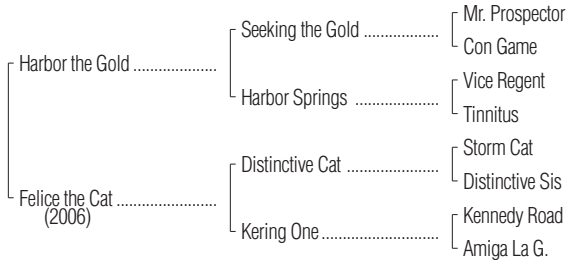 Mr. Prospector
Seeking the Gold ..................
Con Game
Harbor the Gold ....................
Vice Regent
Harbor Springs ....................
Tinnitus
Storm Cat
Distinctive Cat ......................
Distinctive Sis
Felice the Cat ........................
(2006)
Kennedy Road
Kering One ............................
Amiga La G.